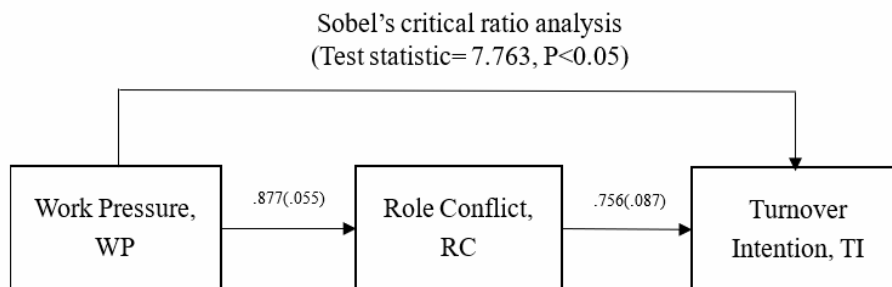 Sobel's critical ratio analysis
(Test statistic= 7.763, P<0.05)
Work Pressure,
WP
.877(.055)
Role Conflict,
RC
.756(.087)
Turnover
Intention, TI